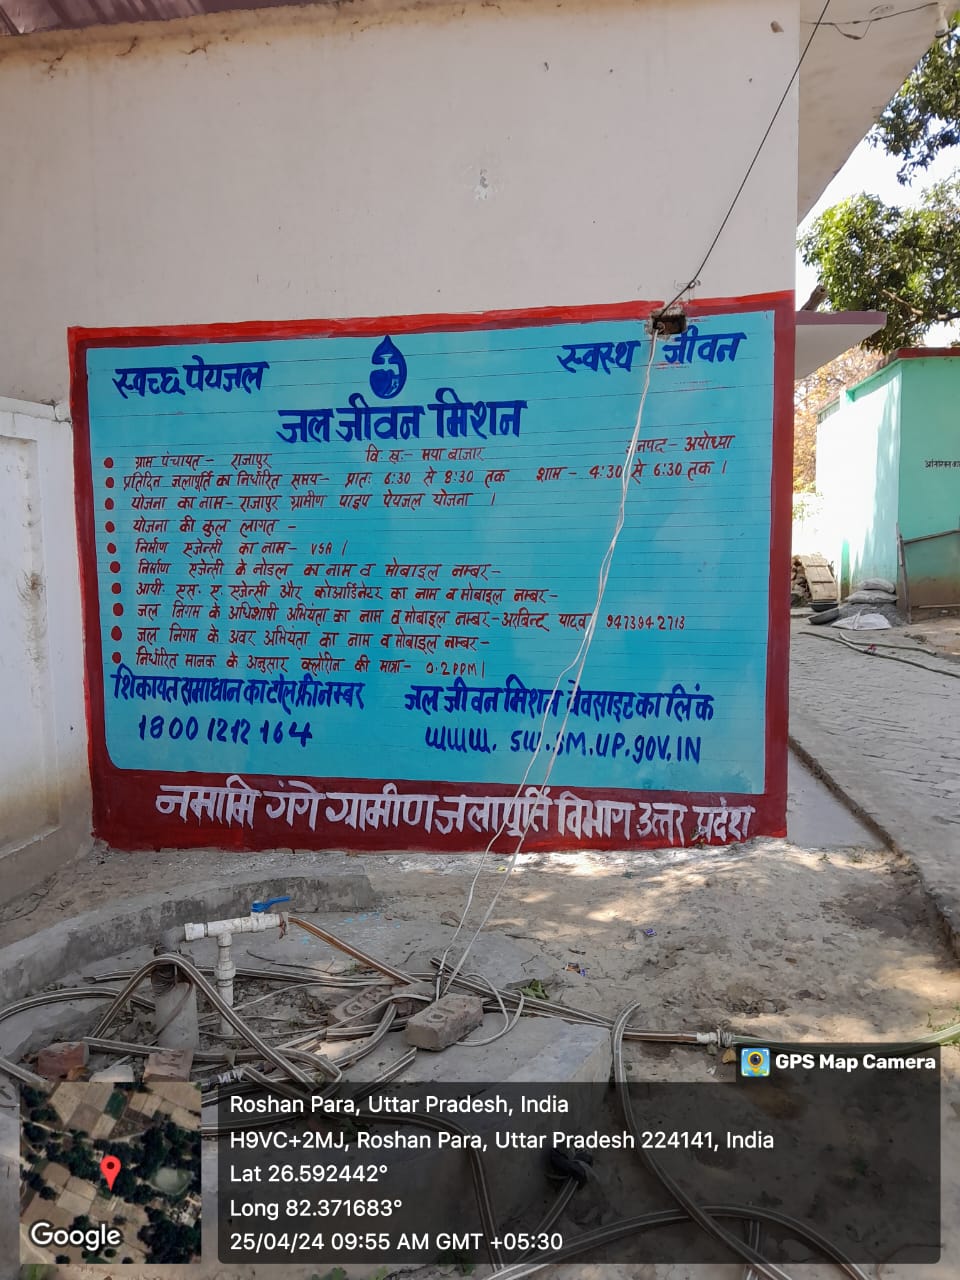 स्वच्छ पेयजल
स्वस्थ जीवन
जल जीवन मिशन
ग्राम पंचायत- राजापुर वि. ख.- मया बाजार जनपद- अयोध्या
प्रतिदिन जलापूर्ति का निर्धारित समय- प्रातः 6:30 से 8:30 तक शाम- 4:30 से 6:30 तक।
योजना का नाम- राजापुर ग्रामीण पाइप पेयजल योजना ।
योजना की कुल लागत -
निर्माण एजेन्सी का नाम- VSA।
निर्माण एजेन्सी के नोडल का नाम व मोबाइल नम्बर-
आयी. एस. ए. एजेन्सी और कोआर्डिनेटर का नाम व मोबाइल नम्बर-
जल निगम के अधिशाषी अभियंता का नाम व मोबाइल नम्बर- अरबिन्द यादव 9473942713
जल निगम के अवर अभियंता का नाम व मोबाइल नम्बर-
निर्धारित मानक के अनुसार क्लोरीन की मात्रा- 0.2 PPM।
शिकायत समाधान का टोल फ्री नम्बर
जल जीवन मिशन वेवसाइट का लिंक
1800 1212 164
WWW. SW.SM.UP.gOV.IN
नमामि गंगे ग्रामीण जलापूर्ति विभाग उत्तर प्रदेश
GPS Map Camera
Roshan Para, Uttar Pradesh, India
H9VC+2MJ, Roshan Para, Uttar Pradesh 224141, India
Lat 26.592442°
Long 82.371683°
25/04/24 09:55 AM GMT +05:30
Google